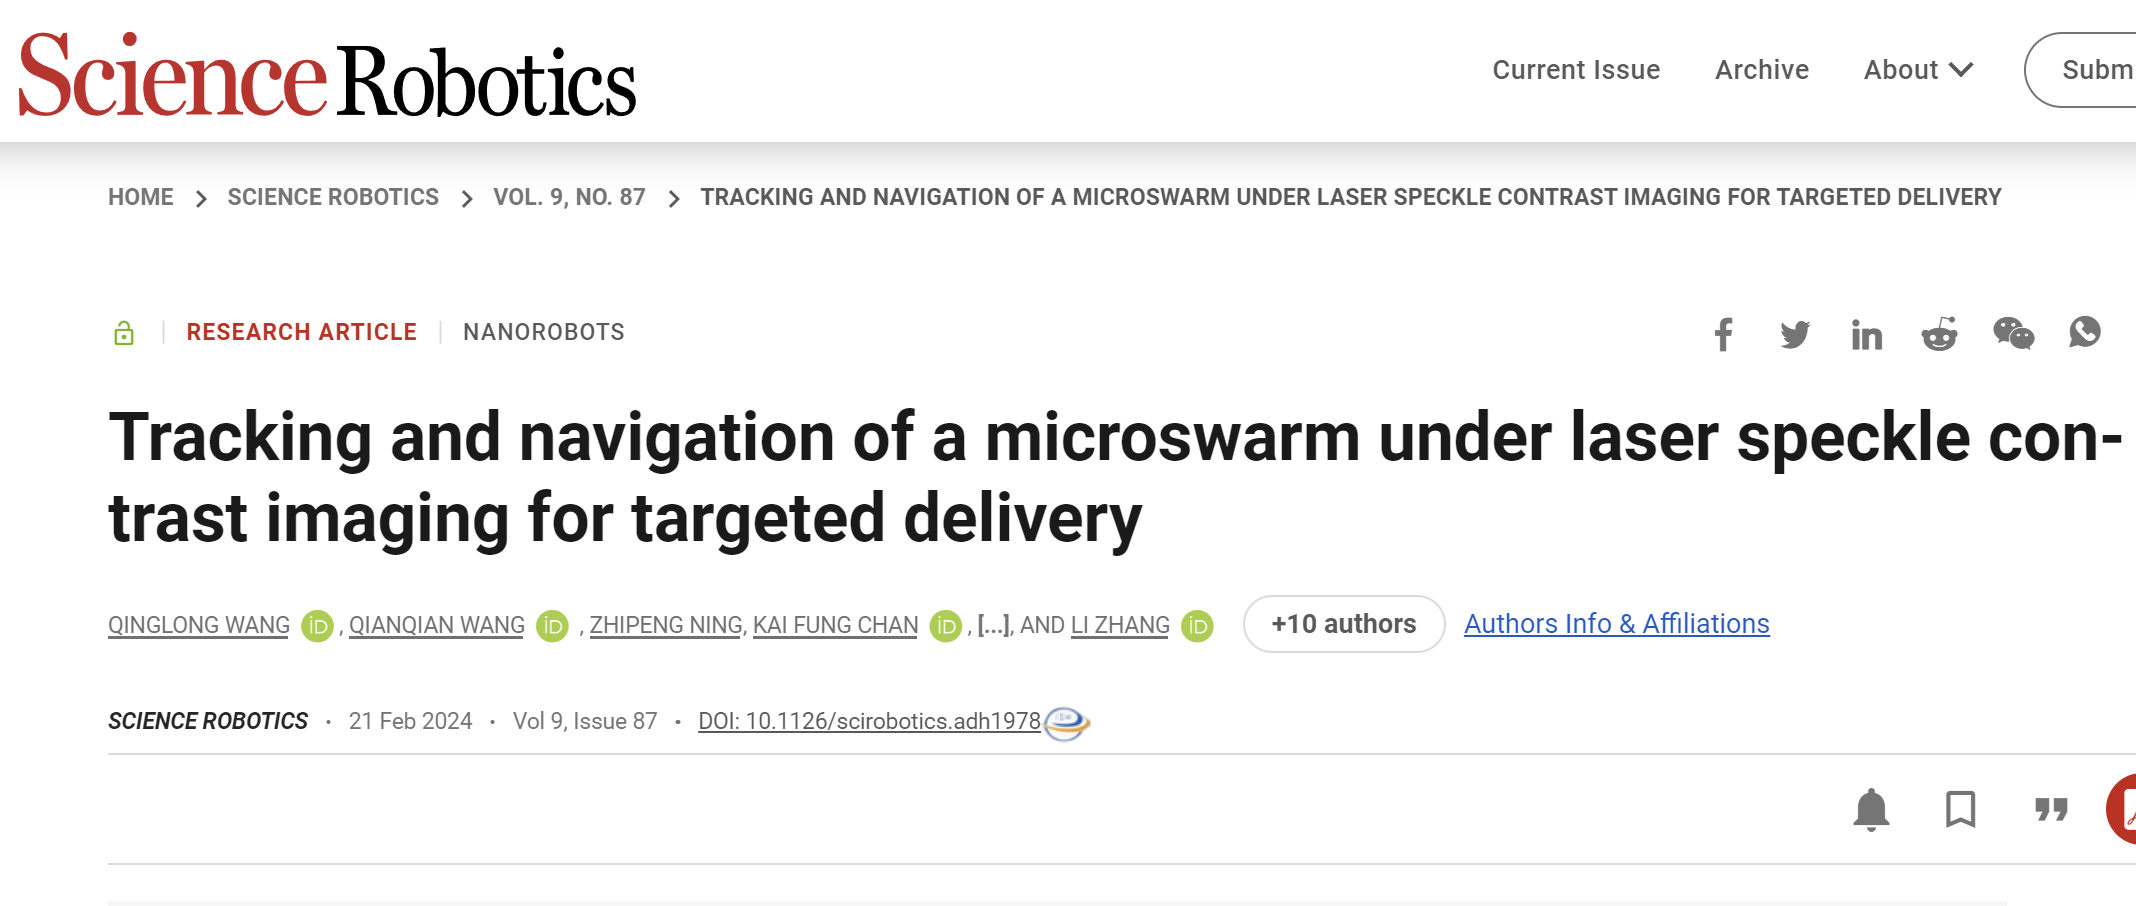 Science Robotics
Current Issue Archive About Subm
HOME > SCIENCE ROBOTICS > VOL. 9, NO. 87 > TRACKING AND NAVIGATION OF A MICROSWARM UNDER LASER SPECKLE CONTRAST IMAGING FOR TARGETED DELIVERY
RESEARCH ARTICLE | NANOROBOTS
Tracking and navigation of a microswarm under laser speckle con-
trast imaging for targeted delivery
QINGLONG WANG iD, QIANQIAN WANG iD, ZHIPENG NING, KAI FUNG CHAN iD, [...], AND LI ZHANG iD +10 authors Authors Info & Affiliations
SCIENCE ROBOTICS • 21 Feb 2024 • Vol 9, Issue 87 • DOI: 10.1126/scirobotics.adh1978